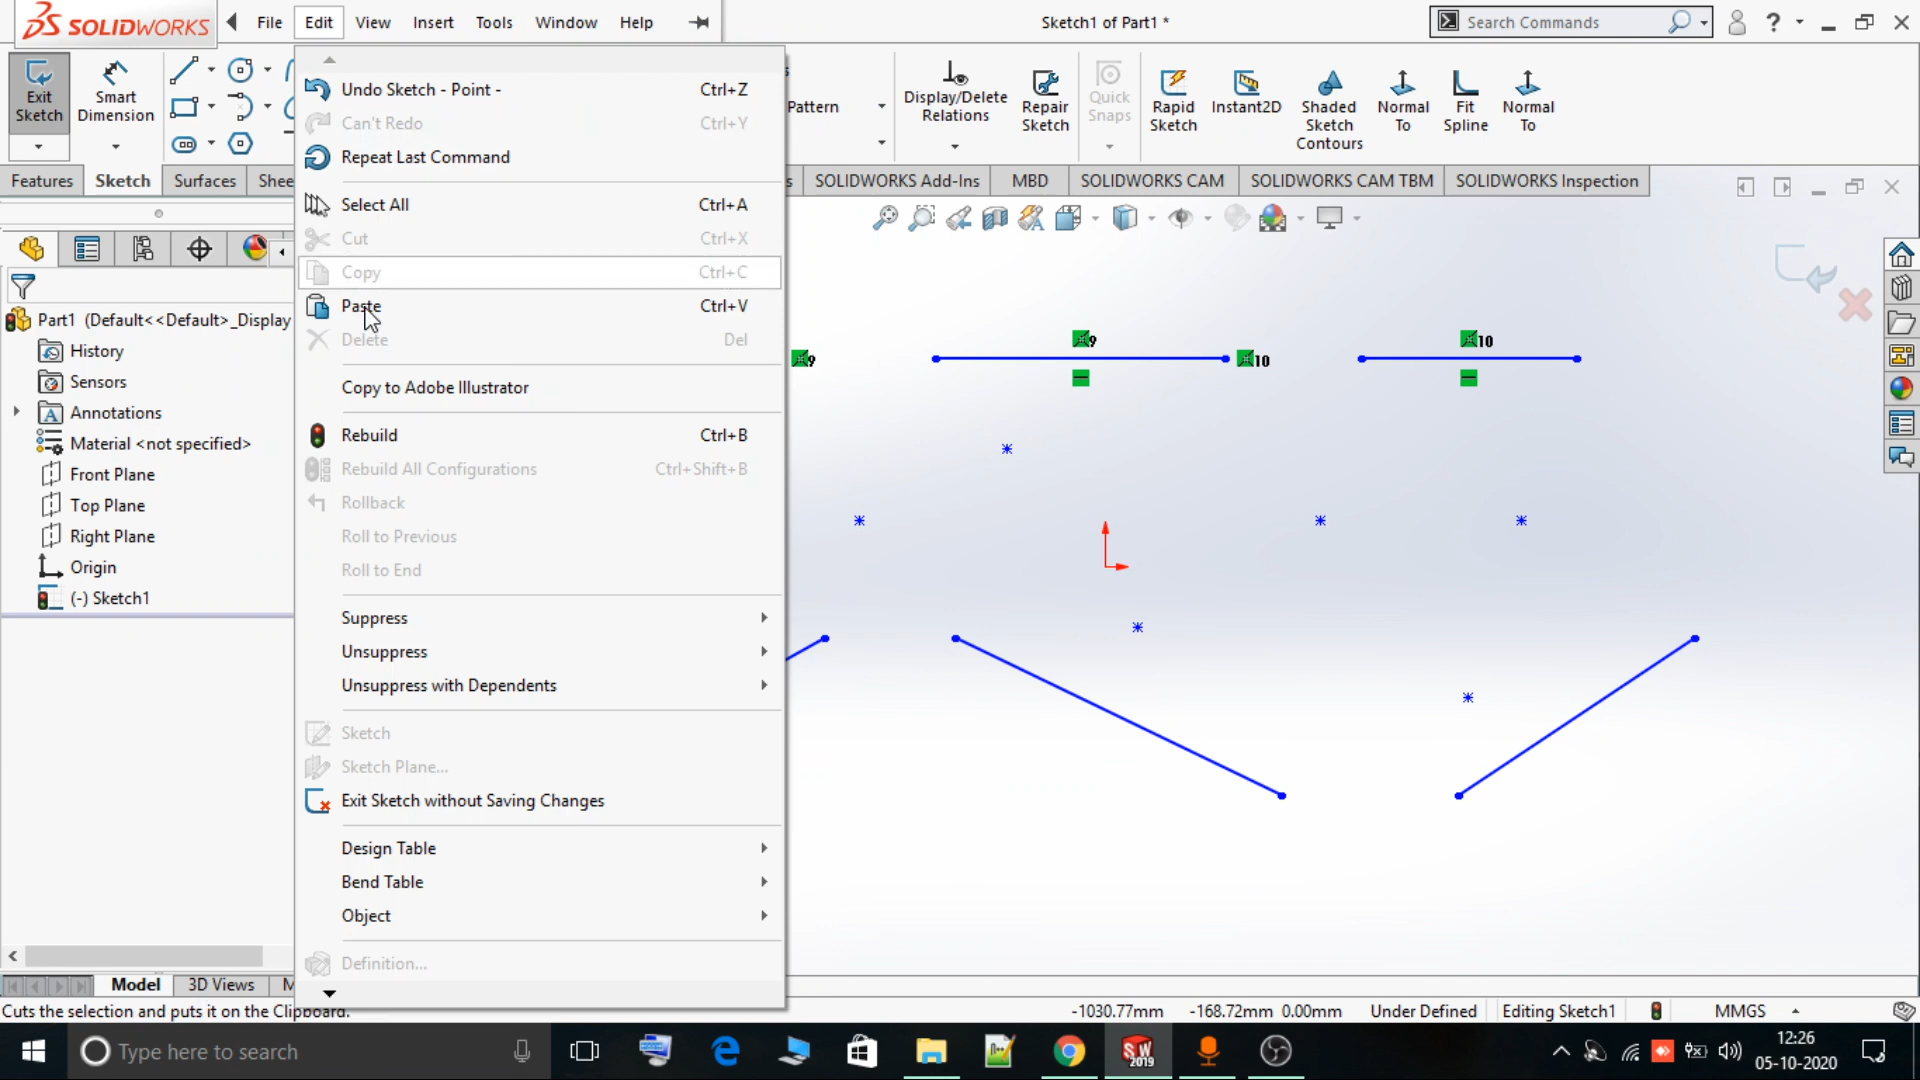 SOLIDWORKS File Edit View Insert Tools Window Help Sketch1 of Part1 * Search Commands ?
Exit Sketch
Smart Dimension
Pattern
Display/Delete Relations
Repair Sketch
Quick Snaps
Rapid Sketch
Instant2D
Shaded Sketch Contours
Normal To
Fit Spline
Normal To
Features Sketch Surfaces Shee s SOLIDWORKS Add-Ins MBD SOLIDWORKS CAM SOLIDWORKS CAM TBM SOLIDWORKS Inspection
Undo Sketch - Point - Ctrl+Z
Can't Redo Ctrl+Y
Repeat Last Command
Select All Ctrl+A
Cut Ctrl+X
Copy Ctrl+C
Paste Ctrl+V
Delete Del
Copy to Adobe Illustrator
Rebuild Ctrl+B
Rebuild All Configurations Ctrl+Shift+B
Rollback
Roll to Previous
Roll to End
Suppress
Unsuppress
Unsuppress with Dependents
Sketch
Sketch Plane...
Exit Sketch without Saving Changes
Design Table
Bend Table
Object
Definition...
Part1 (Default<<Default>_Display
History
Sensors
Annotations
Material <not specified>
Front Plane
Top Plane
Right Plane
Origin
(-) Sketch1
9 9 10 10
Model 3D Views M
Cuts the selection and puts it on the Clipboard. -1030.77mm -168.72mm 0.00mm Under Defined Editing Sketch1 MMGS
Type here to search
SW 2019
12:26
05-10-2020